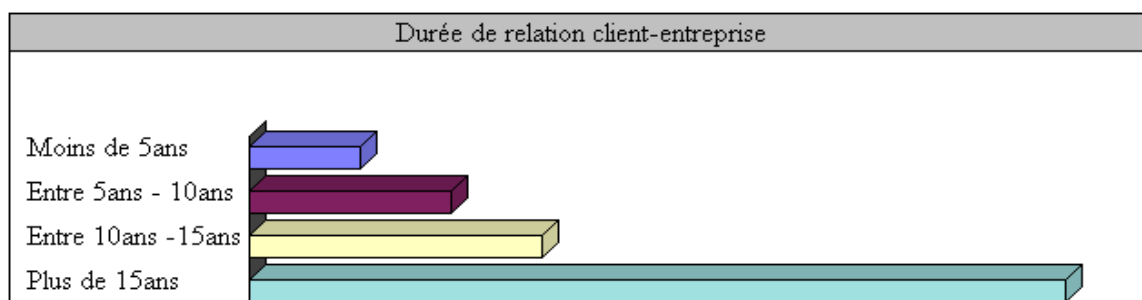 Durée de relation client-entreprise
Moins de 5ans
Entre 5ans - 10ans
Entre 10ans -15ans
Plus de 15ans